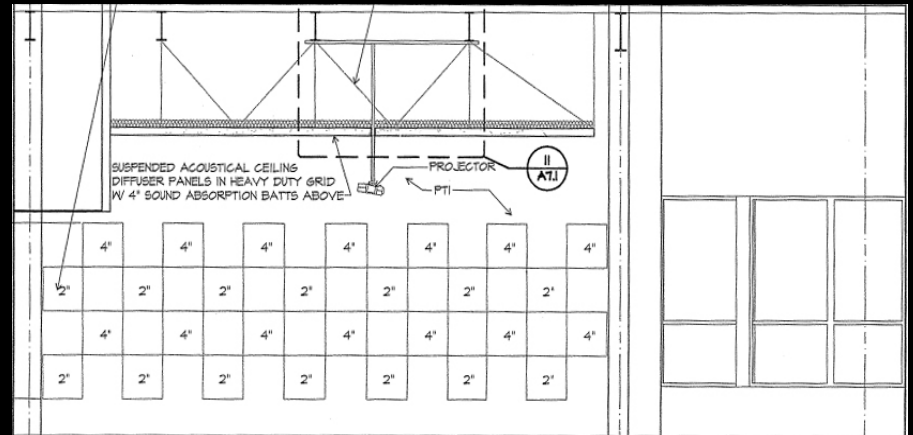 SUSPENDED ACOUSTICAL CEILING
DIFFUSER PANELS IN HEAVY DUTY GRID
W/ 4" SOUND ABSORPTION BATTS ABOVE
PROJECTOR
PT1
11
A7.1
4" 4" 4" 4" 4" 4" 4"
2" 2" 2" 2" 2" 2" 2"
4" 4" 4" 4" 4" 4" 4"
2" 2" 2" 2" 2" 2" 2"